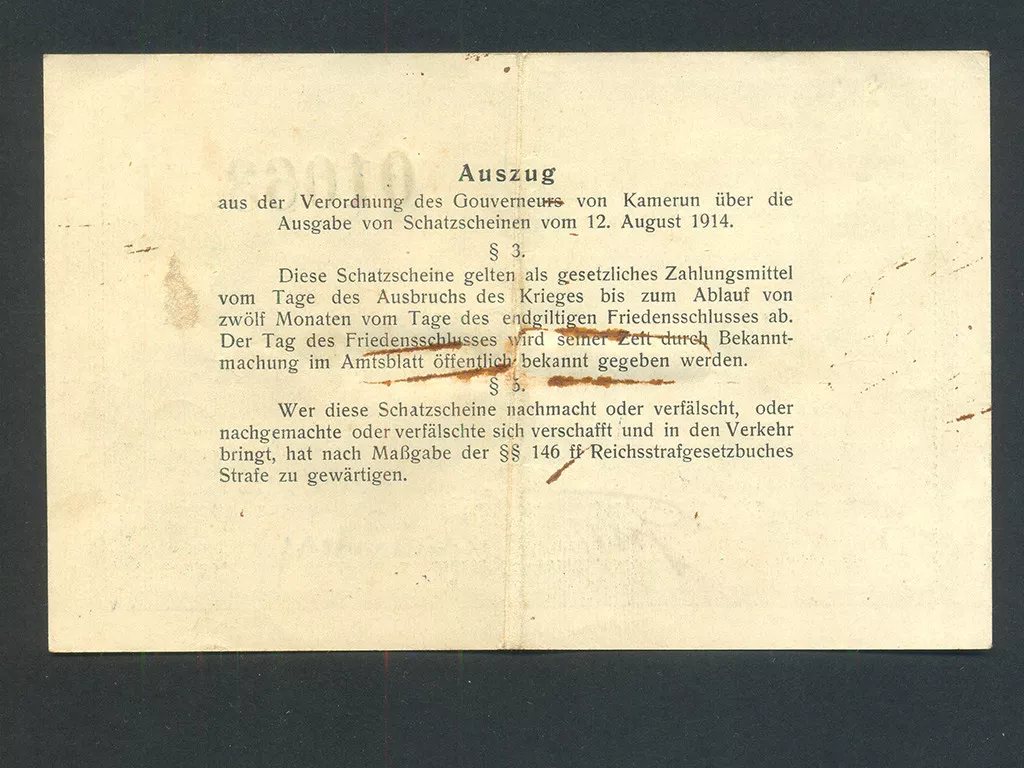 Auszug
aus der Verordnung des Gouverneurs von Kamerun über die
Ausgabe von Schatzscheinen vom 12. August 1914.
§ 3.
Diese Schatzscheine gelten als gesetzliches Zahlungsmittel
vom Tage des Ausbruchs des Krieges bis zum Ablauf von
zwölf Monaten vom Tage des endgiltigen Friedensschlusses ab.
Der Tag des Friedensschlusses wird seiner Zeit durch Bekannt-
machung im Amtsblatt öffentlich bekannt gegeben werden.
§ 5.
Wer diese Schatzscheine nachmacht oder verfälscht, oder
nachgemachte oder verfälschte sich verschafft und in den Verkehr
bringt, hat nach Maßgabe der §§ 146 ff Reichsstrafgesetzbuches
Strafe zu gewärtigen.